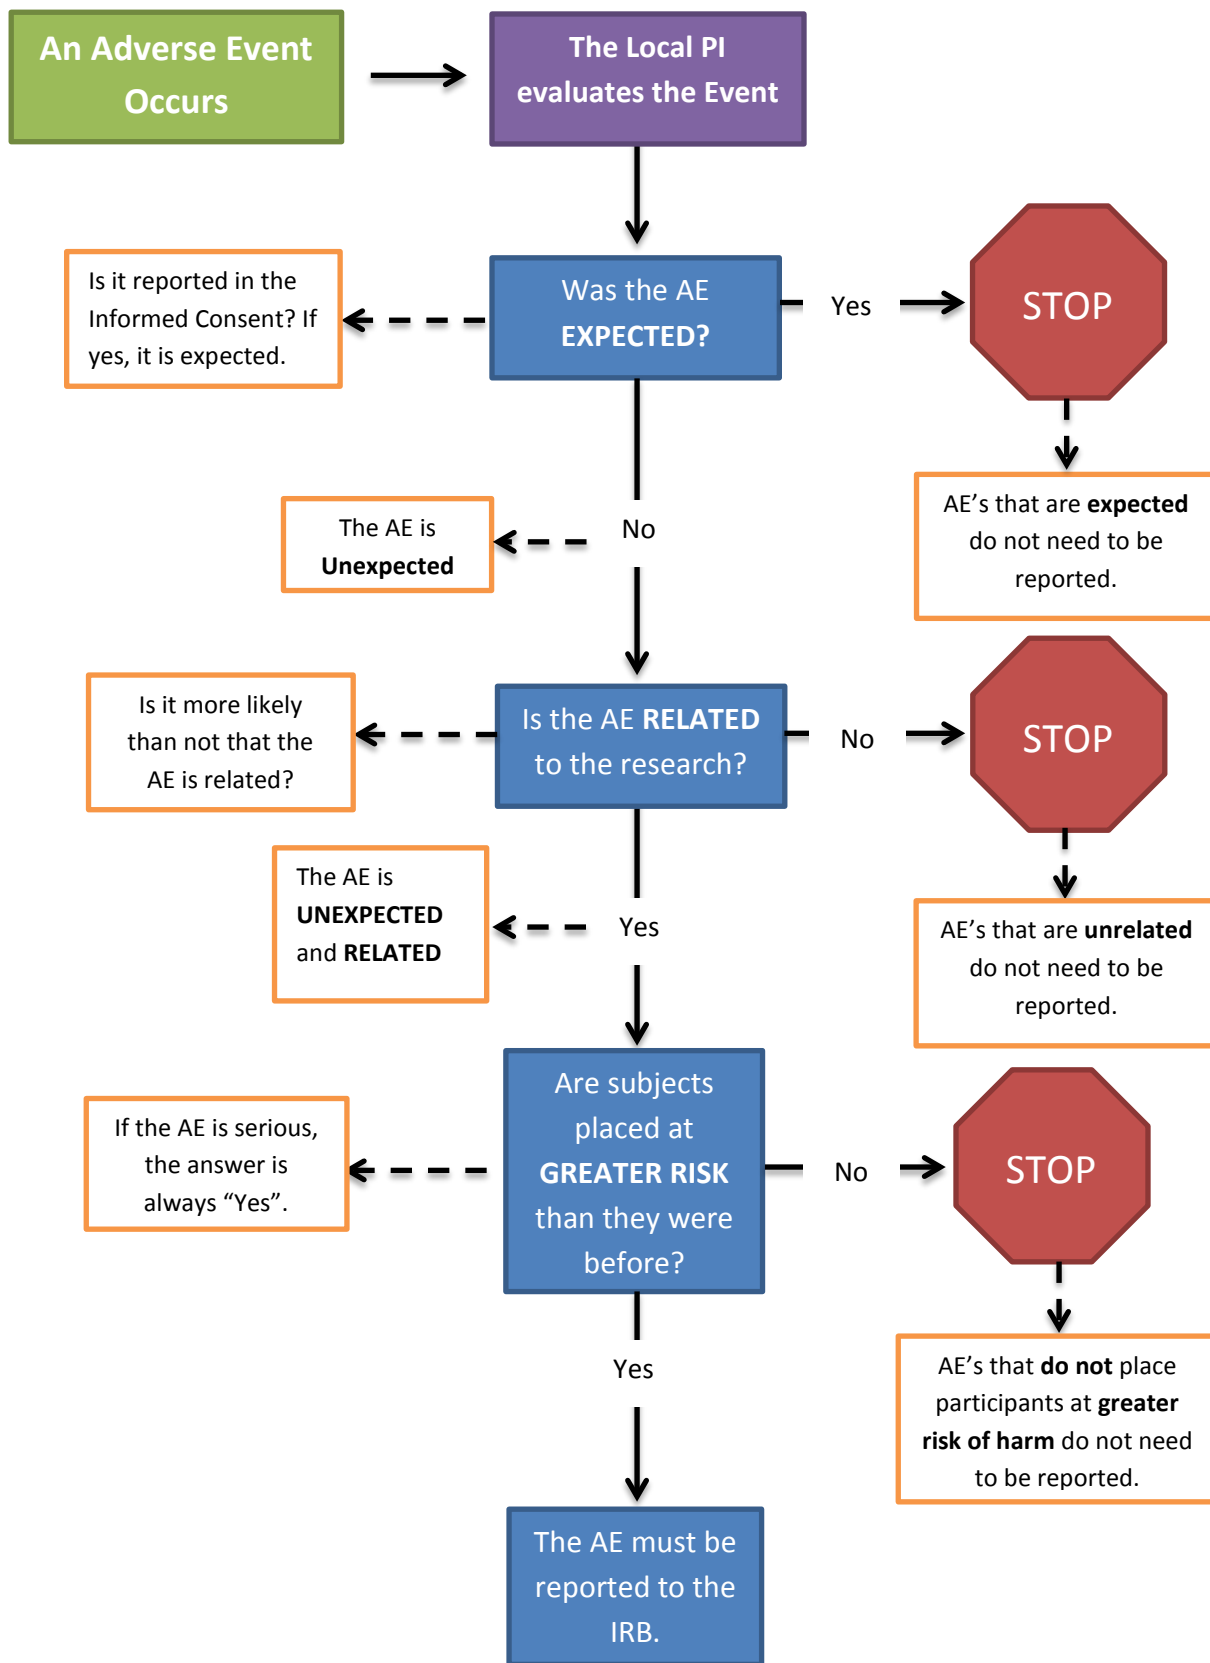 An Adverse Event
Occurs
The Local PI
evaluates the Event
Is it reported in the
Informed Consent? If
yes, it is expected.
Was the AE
EXPECTED?
Yes
STOP
AE’s that are expected
do not need to be
reported.
The AE is
Unexpected
No
Is it more likely
than not that the
AE is related?
Is the AE RELATED
to the research?
No
STOP
AE’s that are unrelated
do not need to be
reported.
The AE is
UNEXPECTED
and RELATED
Yes
If the AE is serious,
the answer is
always “Yes”.
Are subjects
placed at
GREATER RISK
than they were
before?
No
STOP
AE’s that do not place
participants at greater
risk of harm do not need
to be reported.
Yes
The AE must be
reported to the
IRB.